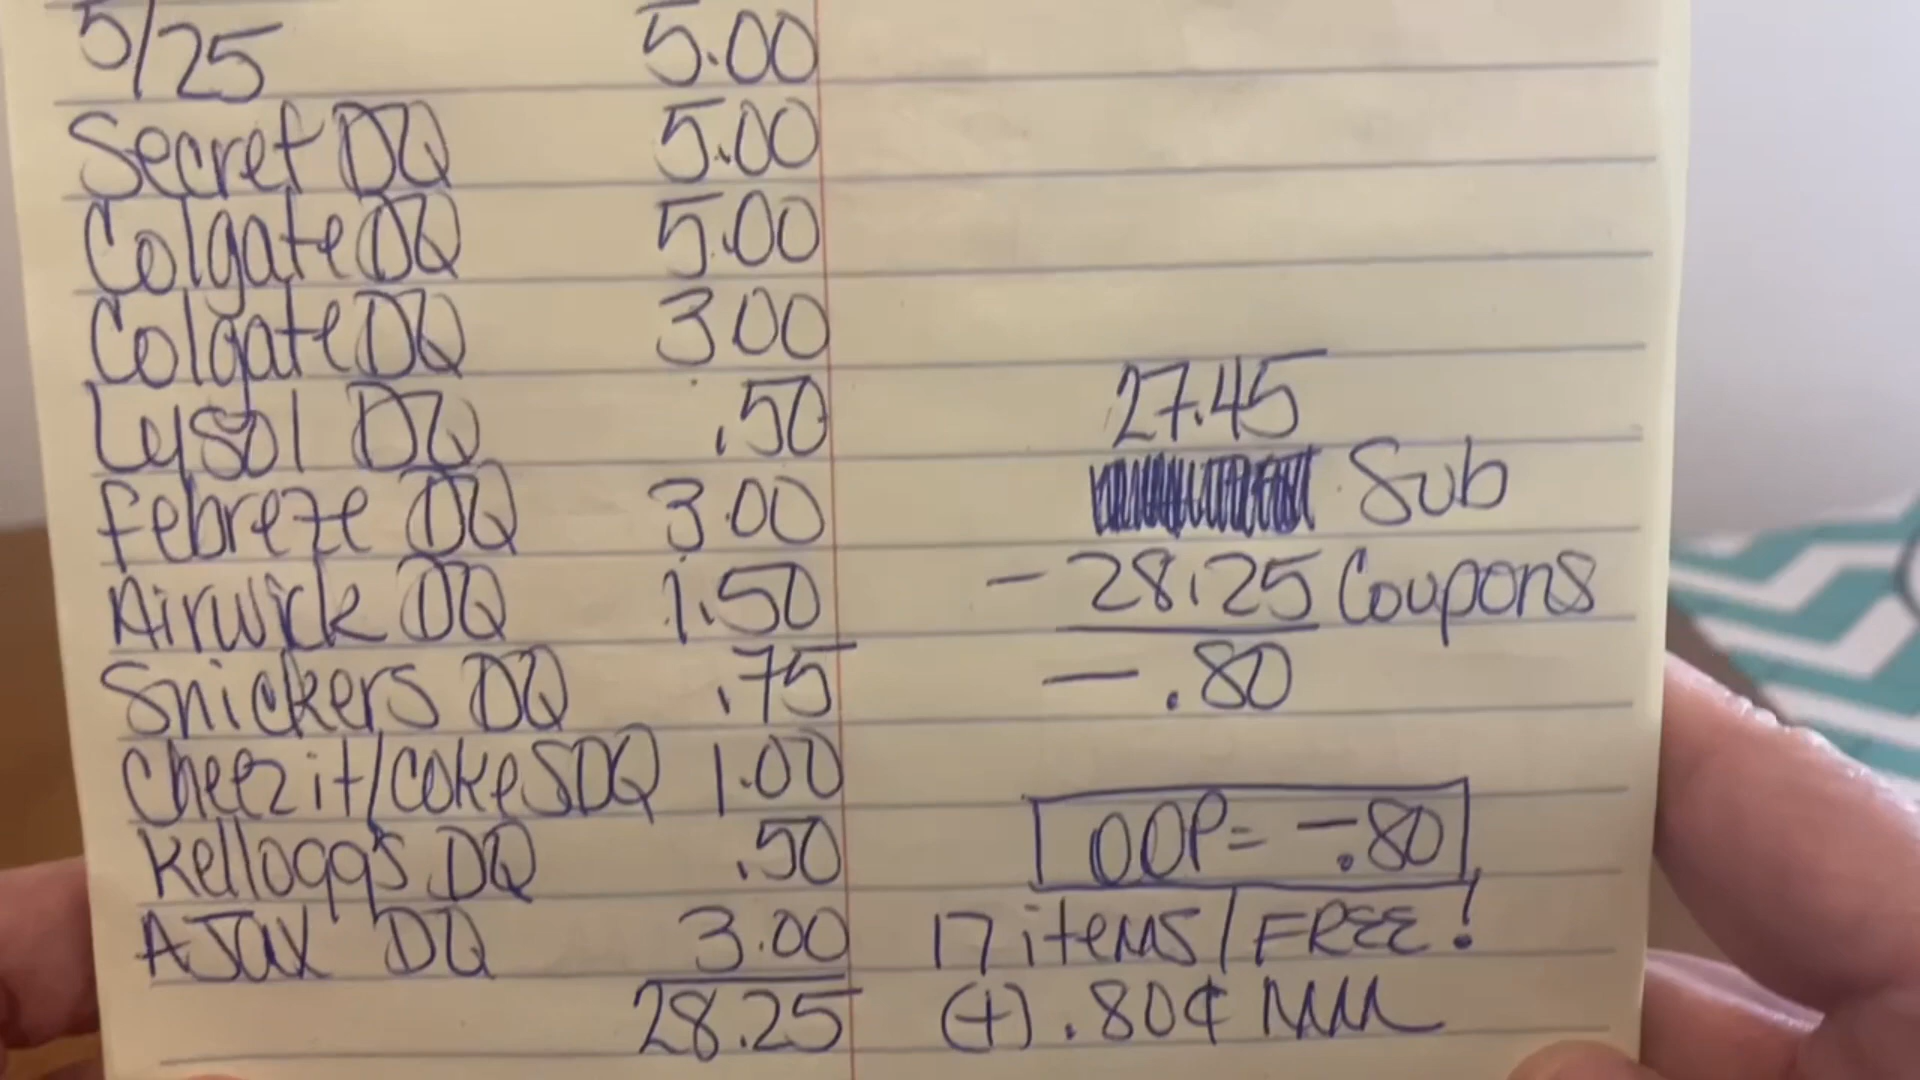 5/25 5.00
Secret DQ 5.00
Colgate DQ 5.00
Colgate DQ 3.00
Lysol DQ .50
Febreze DQ 3.00
Airwick DQ 1.50
Snickers DQ .75
Cheezit/cokeSDQ 1.00
Kellogg's DQ .50
AJax DQ 3.00
28.25
27.45
Sub
- 28.25 Coupons
- .80
OOP = -.80
17 items/FREE!
(+) .80¢ MM